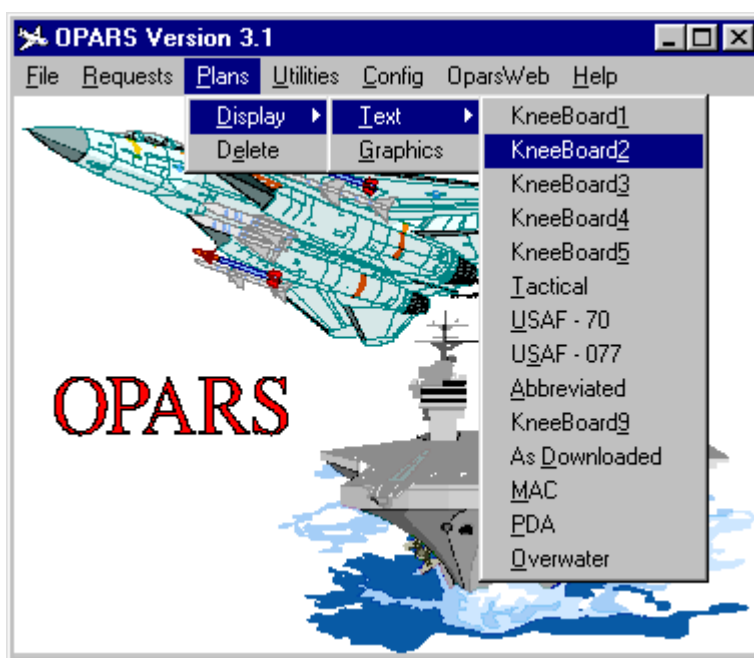 OPARS Version 3.1
File Requests Plans Utilities Config OparsWeb Help
Display
Delete
Text
Graphics
KneeBoard1
KneeBoard2
KneeBoard3
KneeBoard4
KneeBoard5
Tactical
USAF - 70
USAF - 077
Abbreviated
KneeBoard9
As Downloaded
MAC
PDA
Overwater
OPARS